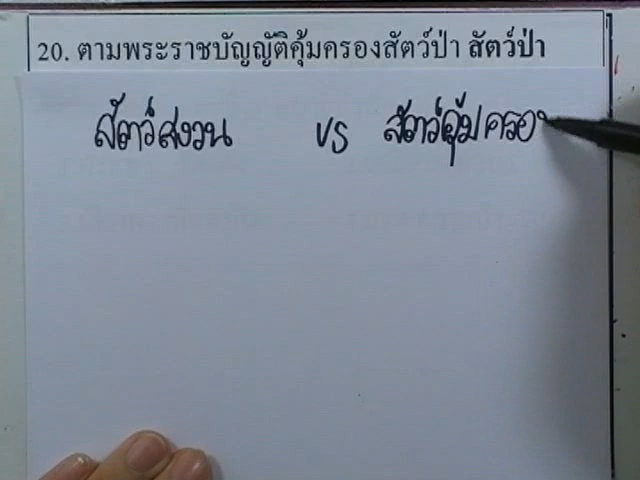 20. ตามพระราชบัญญัติคุ้มครองสัตว์ป่า สัตว์ป่า
สัตว์สงวน vs สัตว์คุ้มครอง